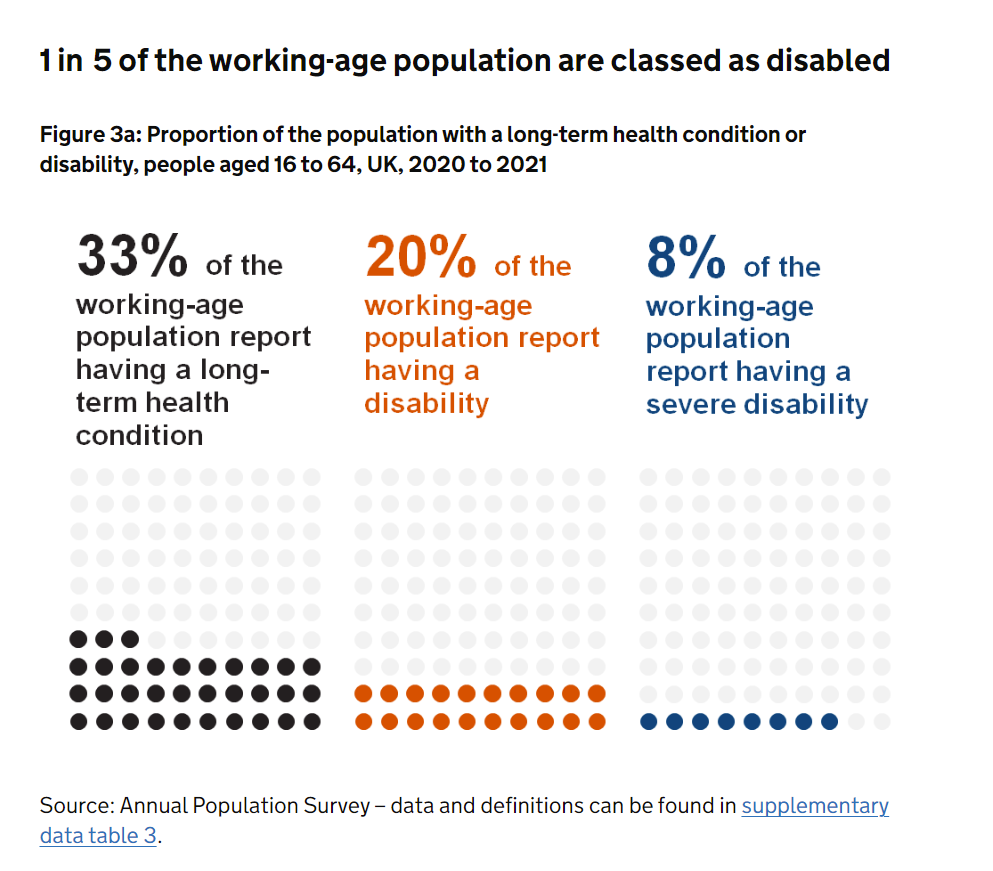 1 in 5 of the working-age population are classed as disabled
Figure 3a: Proportion of the population with a long-term health condition or
disability, people aged 16 to 64, UK, 2020 to 2021
33% of the
working-age
population report
having a long-
term health
condition
20% of the
working-age
population report
having a
disability
8% of the
working-age
population
report having a
severe disability
Source: Annual Population Survey – data and definitions can be found in supplementary
data table 3.